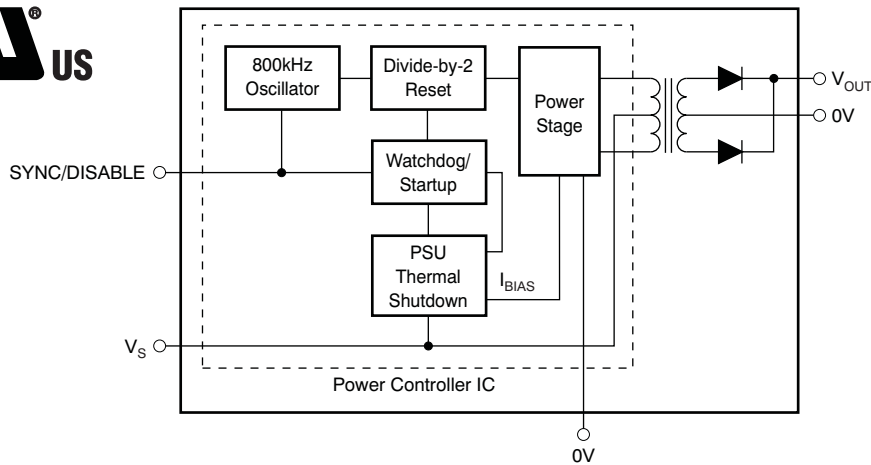 ®
US
800kHz
Oscillator
Divide-by-2
Reset
Power
Stage
V_OUT
0V
SYNC/DISABLE
Watchdog/
Startup
PSU
Thermal
Shutdown
I_BIAS
V_S
Power Controller IC
0V